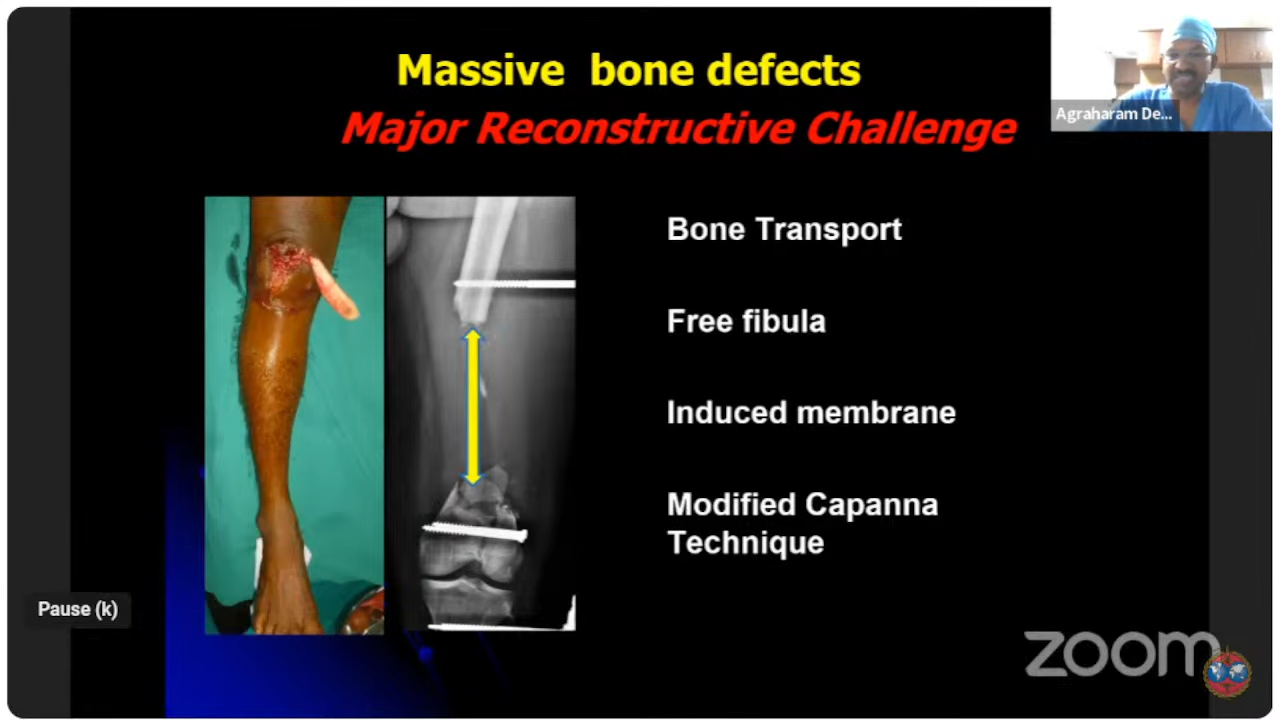 Massive bone defects
Major Reconstructive Challenge
Agraharam De...
Bone Transport
Free fibula
Induced membrane
Modified Capanna
Technique
Pause (k)
zoom